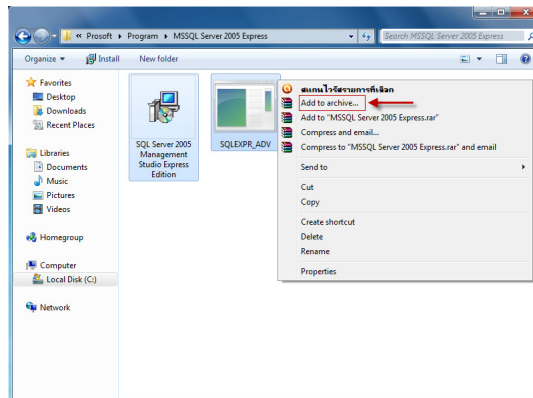 « Prosoft ▸ Program ▸ MSSQL Server 2005 Express
Search MSSQL Server 2005 Express
Organize
Install
New folder
Favorites
Desktop
Downloads
Recent Places
Libraries
Documents
Music
Pictures
Videos
Homegroup
Computer
Local Disk (C:)
Network
SQL Server 2005
Management
Studio Express
Edition
SQLEXPR_ADV
สแกนไวรัสรายการที่เลือก
Add to archive...
Add to "MSSQL Server 2005 Express.rar"
Compress and email...
Compress to "MSSQL Server 2005 Express.rar" and email
Send to
Cut
Copy
Create shortcut
Delete
Rename
Properties